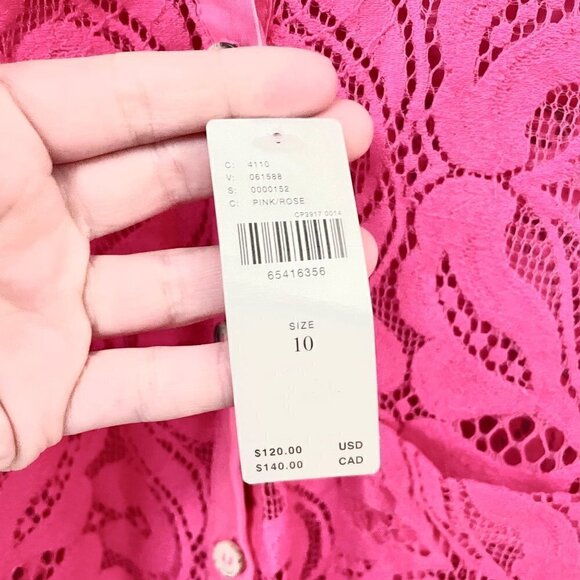 C: 4110
V: 061588
S: 0000152
C: PINK/ROSE
CP3917 0014
65416356
SIZE
10
$120.00 USD
$140.00 CAD